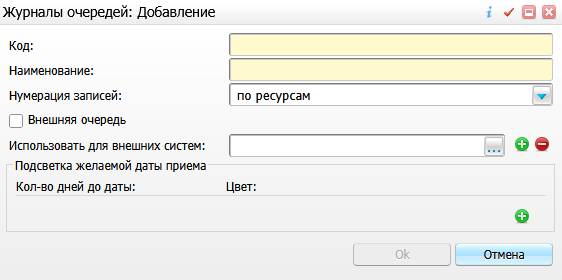 Журналы очередей: Добавление
Код:
Наименование:
Нумерация записей: по ресурсам
Внешняя очередь
Использовать для внешних систем: ...
Подсветка желаемой даты приема
Кол-во дней до даты: Цвет:
Ok Отмена